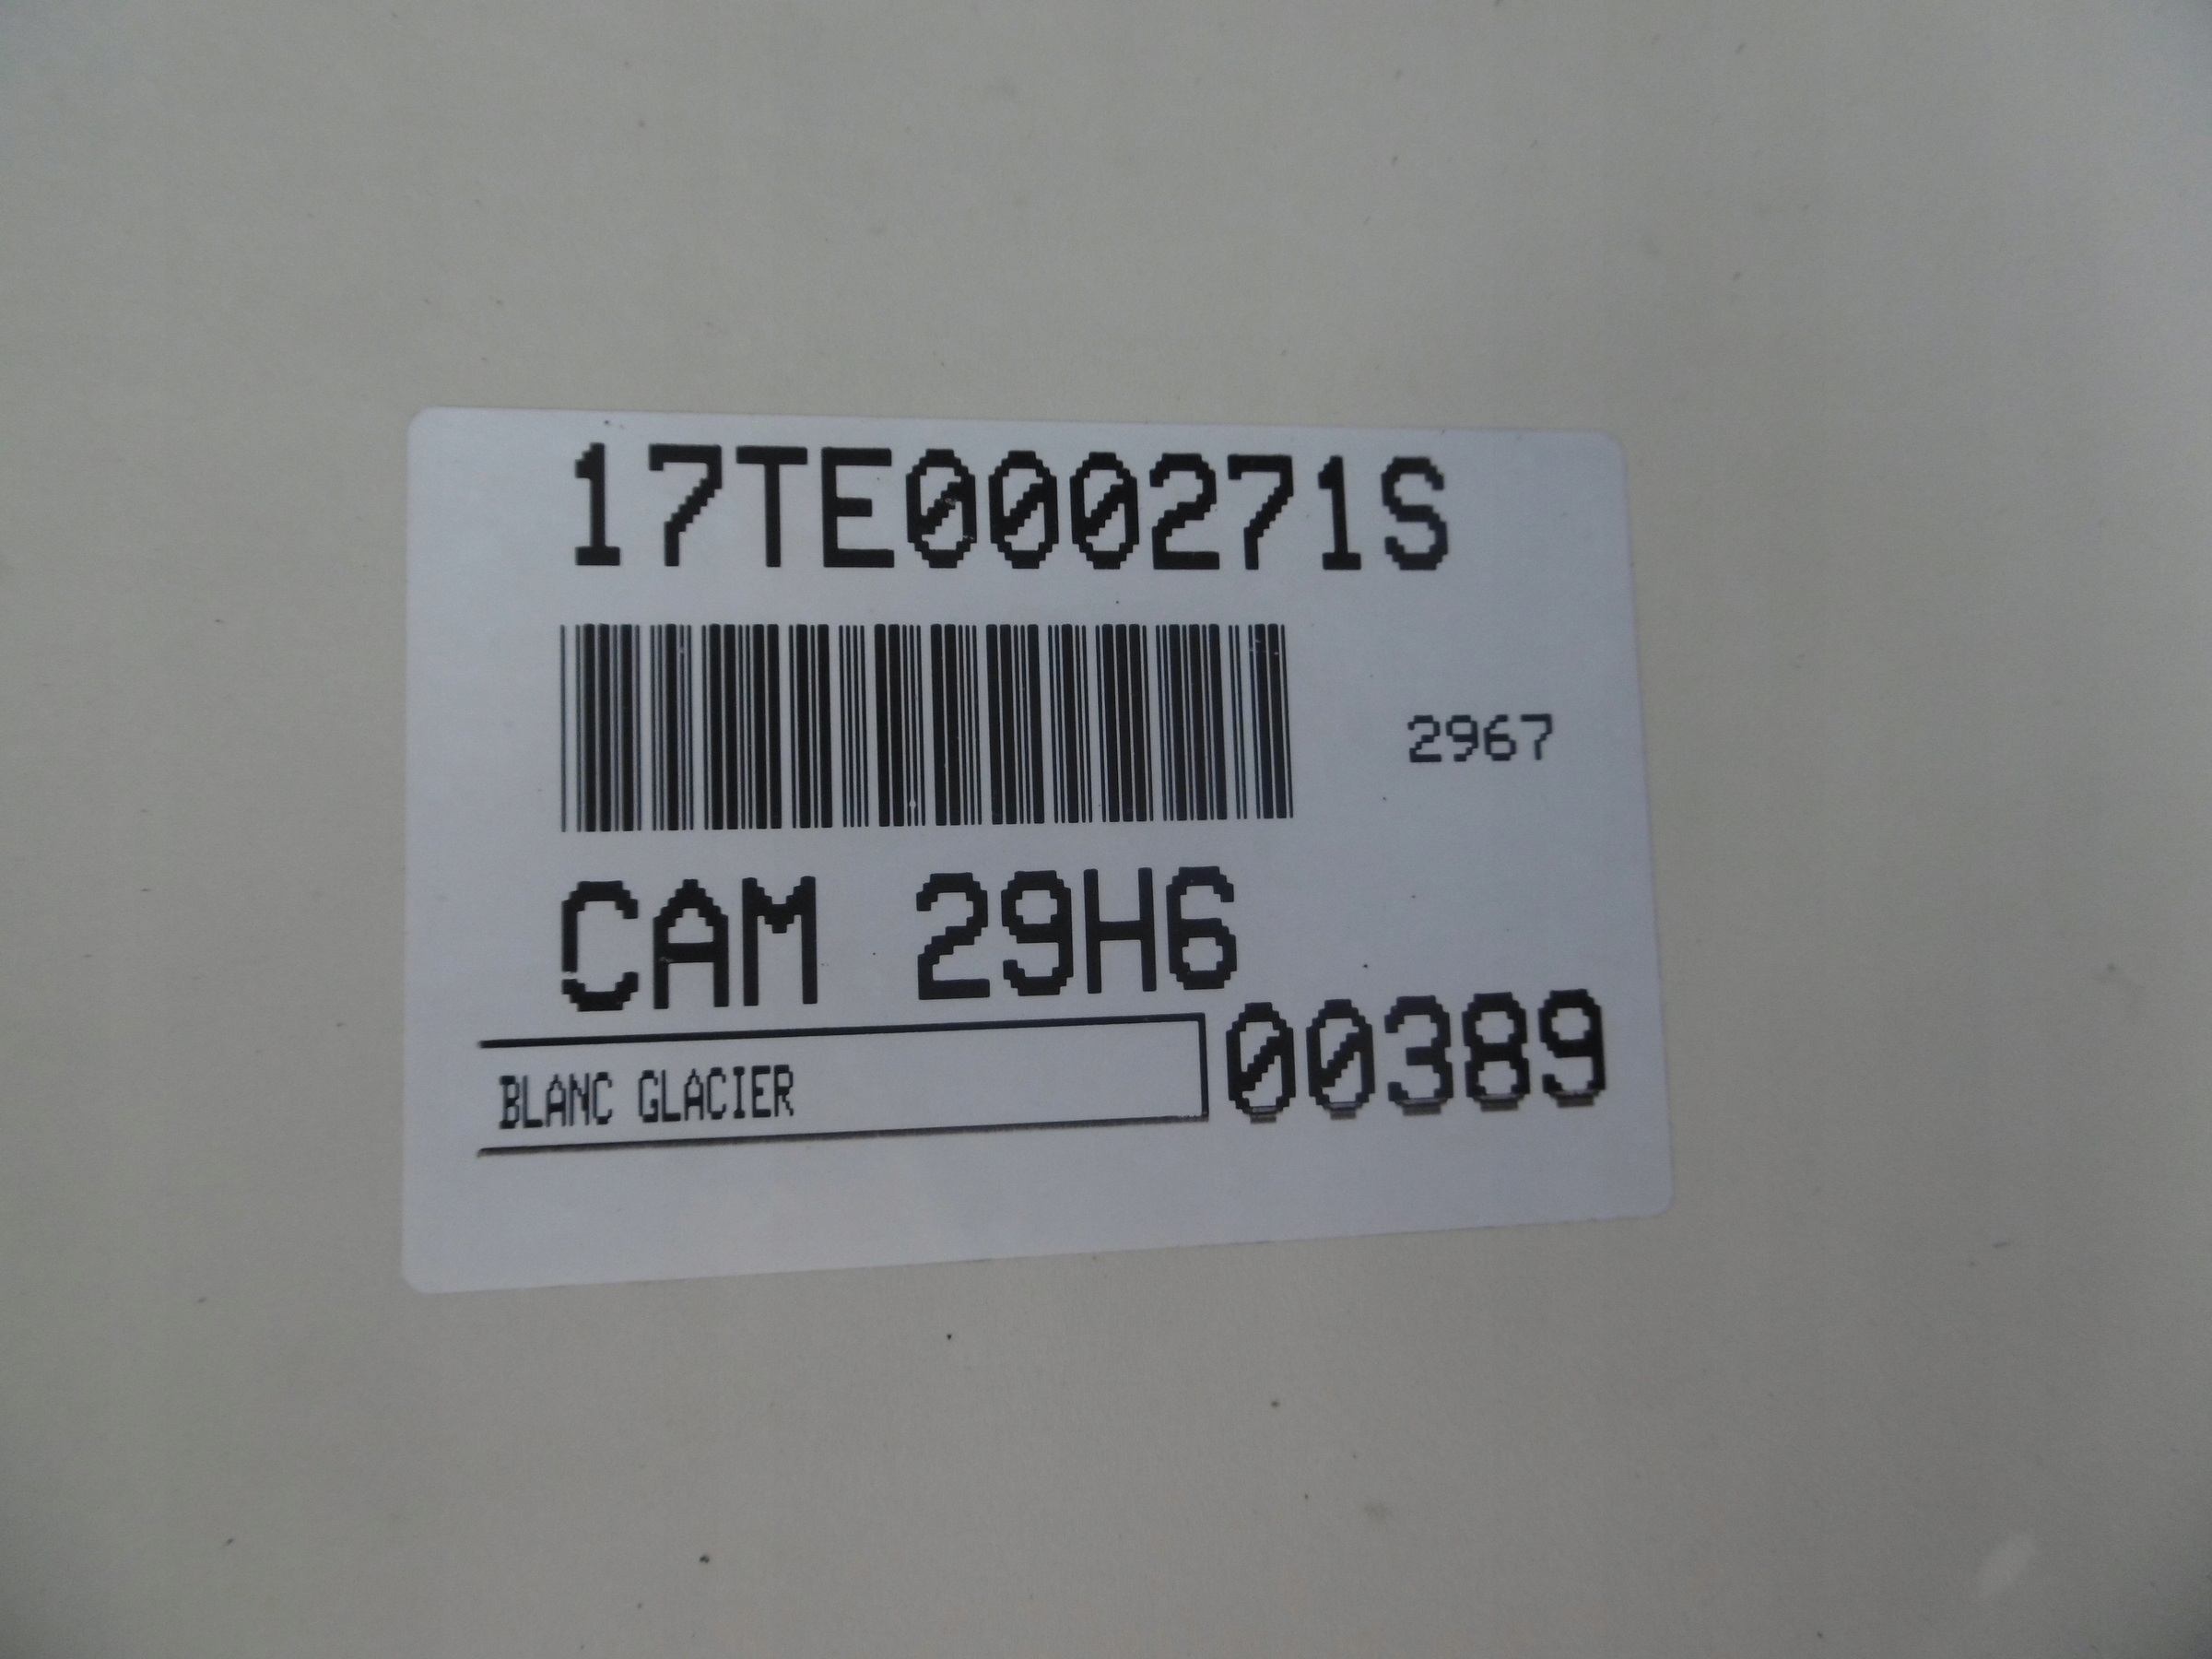 17TE000271S
2967
CAM 29H6
00389
BLANC GLACIER